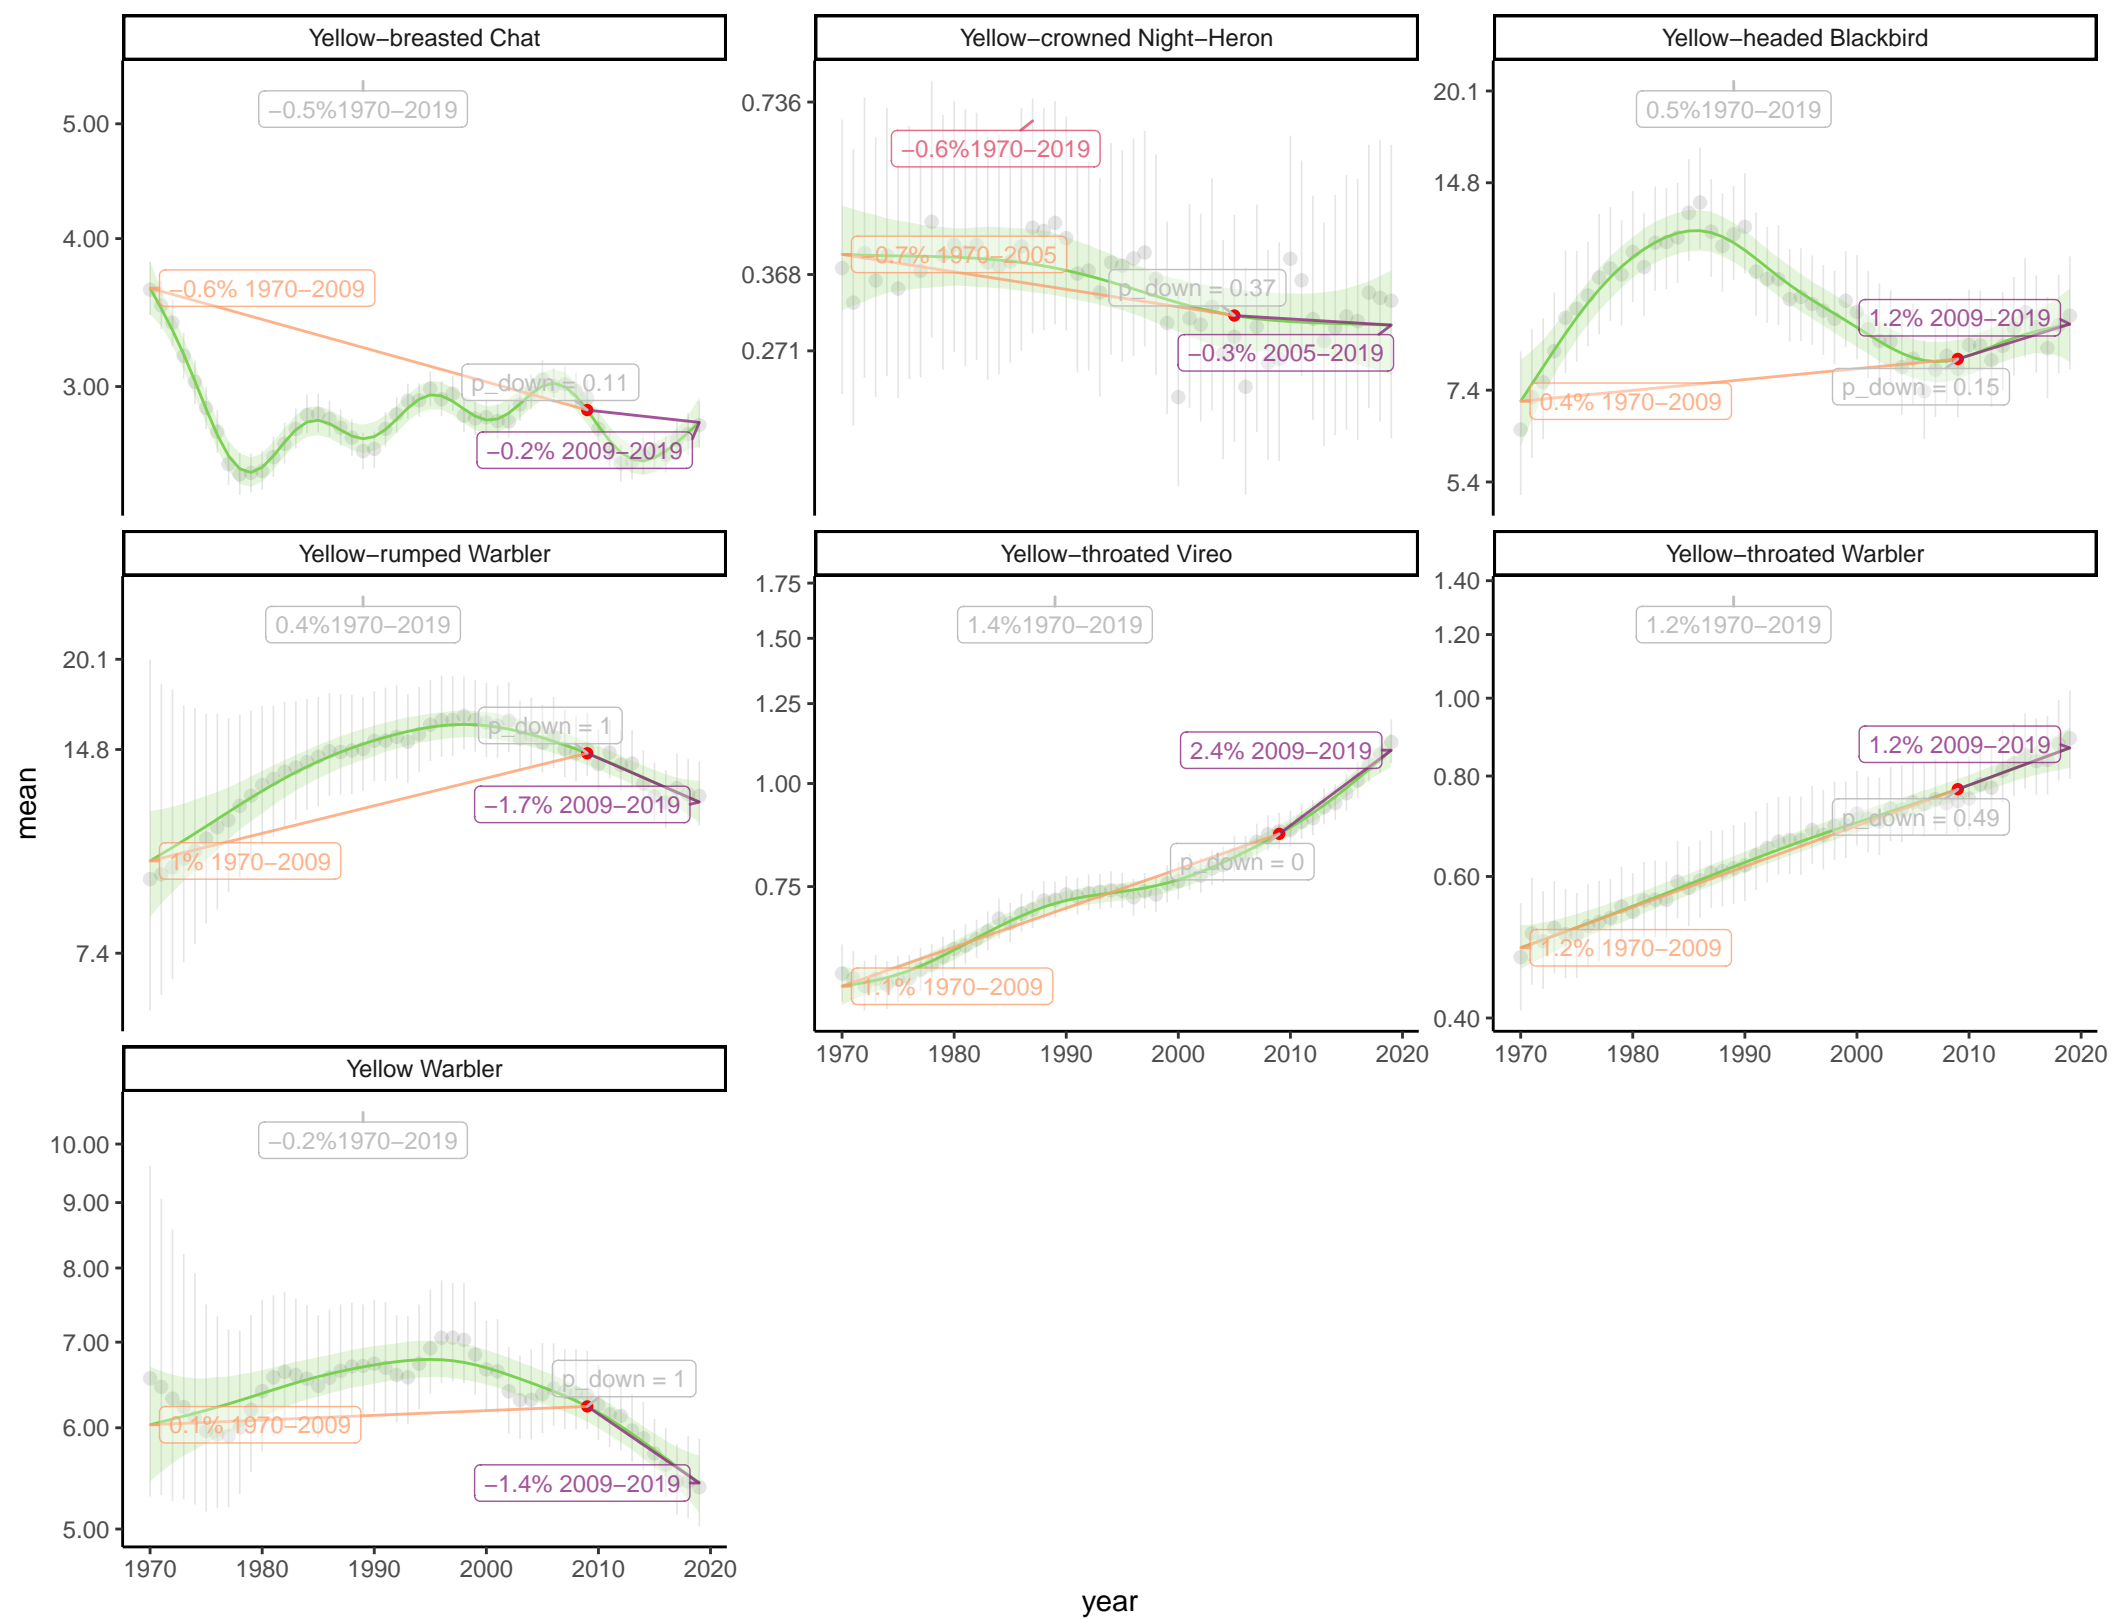 Yellow−breasted Chat
Yellow−crowned Night−Heron
Yellow−headed Blackbird
5.00
4.00
3.00
−0.5%1970−2019
−0.6% 1970−2009
p_down = 0.11
−0.2% 2009−2019
0.736
0.368
0.271
−0.6%1970−2019
−0.7% 1970−2005
p_down = 0.37
−0.3% 2005−2019
20.1
14.8
7.4
5.4
0.5%1970−2019
1.2% 2009−2019
0.4% 1970−2009
p_down = 0.15
Yellow−rumped Warbler
Yellow−throated Vireo
Yellow−throated Warbler
20.1
14.8
7.4
0.4%1970−2019
p_down = 1
−1.7% 2009−2019
1% 1970−2009
1.75
1.50
1.25
1.00
0.75
1.4%1970−2019
2.4% 2009−2019
p_down = 0
1.1% 1970−2009
1970 1980 1990 2000 2010 2020
1.40
1.20
1.00
0.80
0.60
0.40
1.2%1970−2019
1.2% 2009−2019
p_down = 0.49
1.2% 1970−2009
1970 1980 1990 2000 2010 2020
Yellow Warbler
10.00
9.00
8.00
7.00
6.00
5.00
−0.2%1970−2019
p_down = 1
0.1% 1970−2009
−1.4% 2009−2019
1970 1980 1990 2000 2010 2020
mean
year